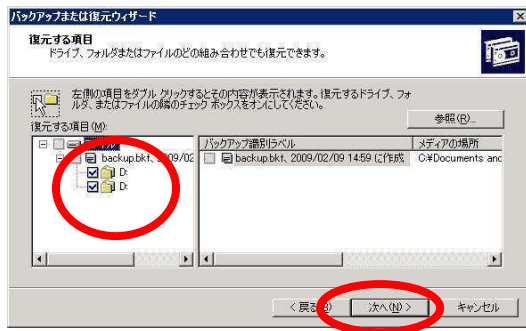 バックアップまたは復元ウィザード
復元する項目
ドライブ、フォルダまたはファイルのどの組み合わせでも復元できます。
左側の項目をダブル クリックするとその内容が表示されます。復元するドライブ、フォ
ルダ、またはファイルの隣のチェック ボックスをオンにしてください。
参照(R)...
復元する項目(M):
バックアップ識別ラベル
メディアの場所
backup.bkf、2009/02
backup.bkf、2009/02/09 14:59 に作成
C:¥Documents and
D:
D:
< 戻る(B)
次へ(N) >
キャンセル